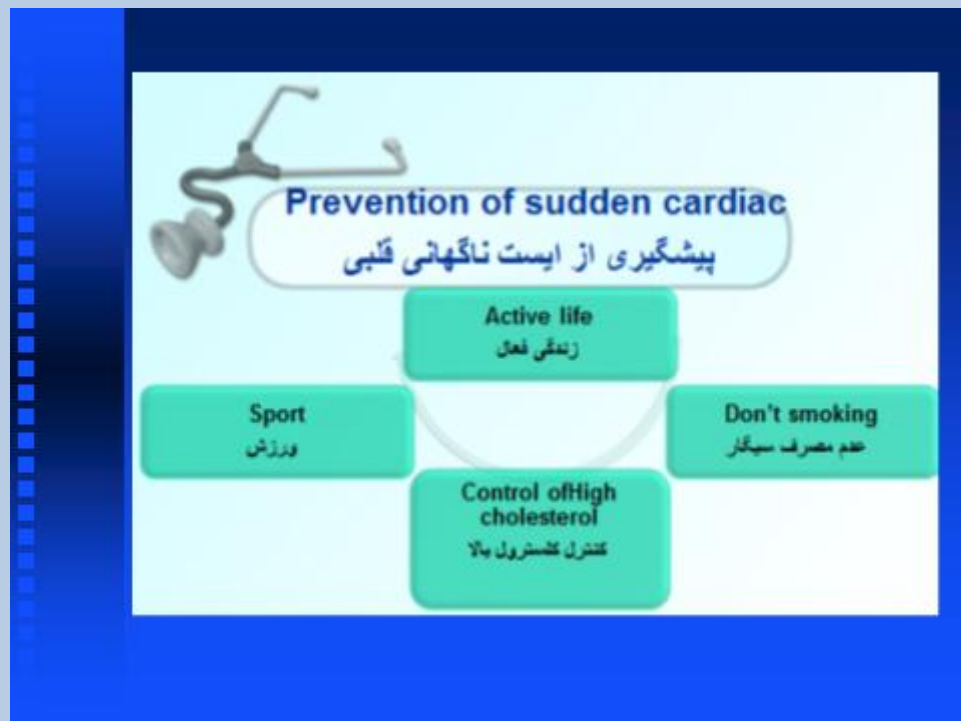 Prevention of sudden cardiac
پیشگیری از ایست ناگهانی قلبی
Active life
زندگی فعال
Sport
ورزش
Don't smoking
عدم مصرف سیگار
Control ofHigh
cholesterol
کنترل کلسترول بالا